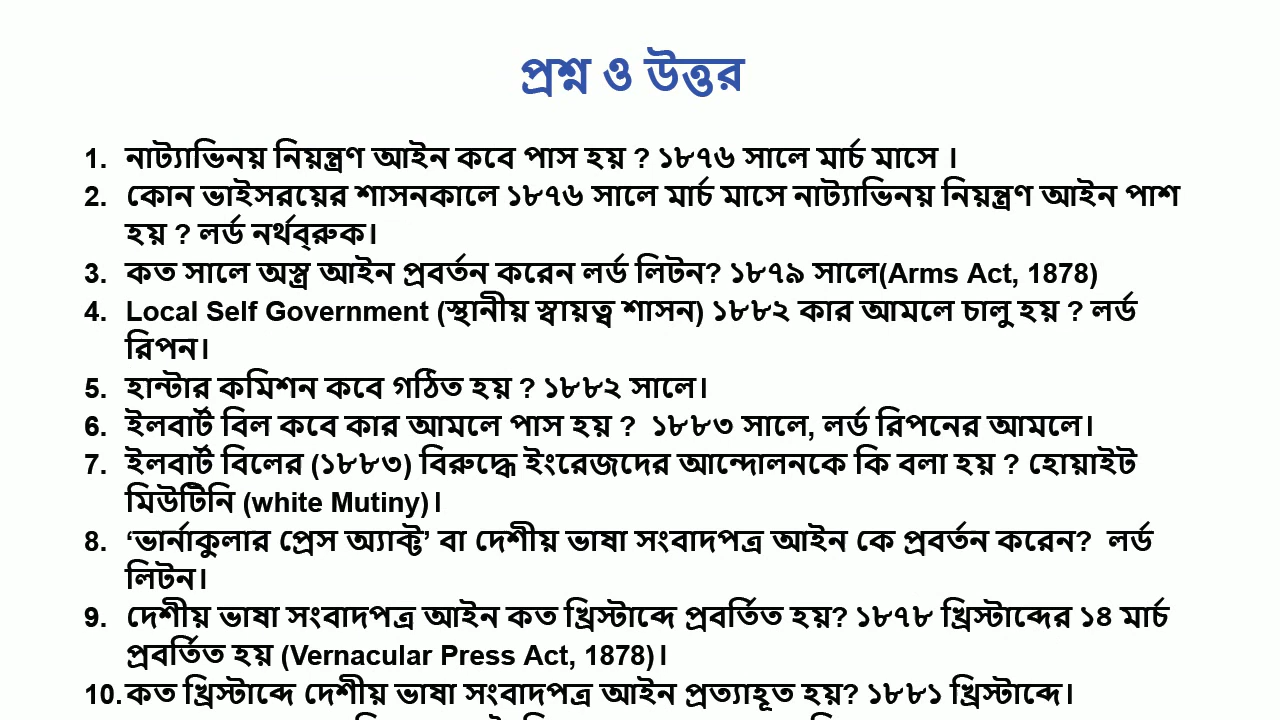 প্রশ্ন ও উত্তর
1. নাট্যাভিনয় নিয়ন্ত্রণ আইন কবে পাস হয় ? ১৮৭৬ সালে মার্চ মাসে ।
2. কোন ভাইসরয়ের শাসনকালে ১৮৭৬ সালে মার্চ মাসে নাট্যাভিনয় নিয়ন্ত্রণ আইন পাশ
হয় ? লর্ড নর্থব্‌রুক।
3. কত সালে অস্ত্র আইন প্রবর্তন করেন লর্ড লিটন? ১৮৭৯ সালে(Arms Act, 1878)
4. Local Self Government (স্থানীয় স্বায়ত্ব শাসন) ১৮৮২ কার আমলে চালু হয় ? লর্ড
রিপন।
5. হান্টার কমিশন কবে গঠিত হয় ? ১৮৮২ সালে।
6. ইলবার্ট বিল কবে কার আমলে পাস হয় ? ১৮৮৩ সালে, লর্ড রিপনের আমলে।
7. ইলবার্ট বিলের (১৮৮৩) বিরুদ্ধে ইংরেজদের আন্দোলনকে কি বলা হয় ? হোয়াইট
মিউটিনি (white Mutiny)।
8. ‘ভার্নাকুলার প্রেস অ্যাক্ট’ বা দেশীয় ভাষা সংবাদপত্র আইন কে প্রবর্তন করেন? লর্ড
লিটন।
9. দেশীয় ভাষা সংবাদপত্র আইন কত খ্রিস্টাব্দে প্রবর্তিত হয়? ১৮৭৮ খ্রিস্টাব্দের ১৪ মার্চ
প্রবর্তিত হয় (Vernacular Press Act, 1878)।
10. কত খ্রিস্টাব্দে দেশীয় ভাষা সংবাদপত্র আইন প্রত্যাহূত হয়? ১৮৮১ খ্রিস্টাব্দে।